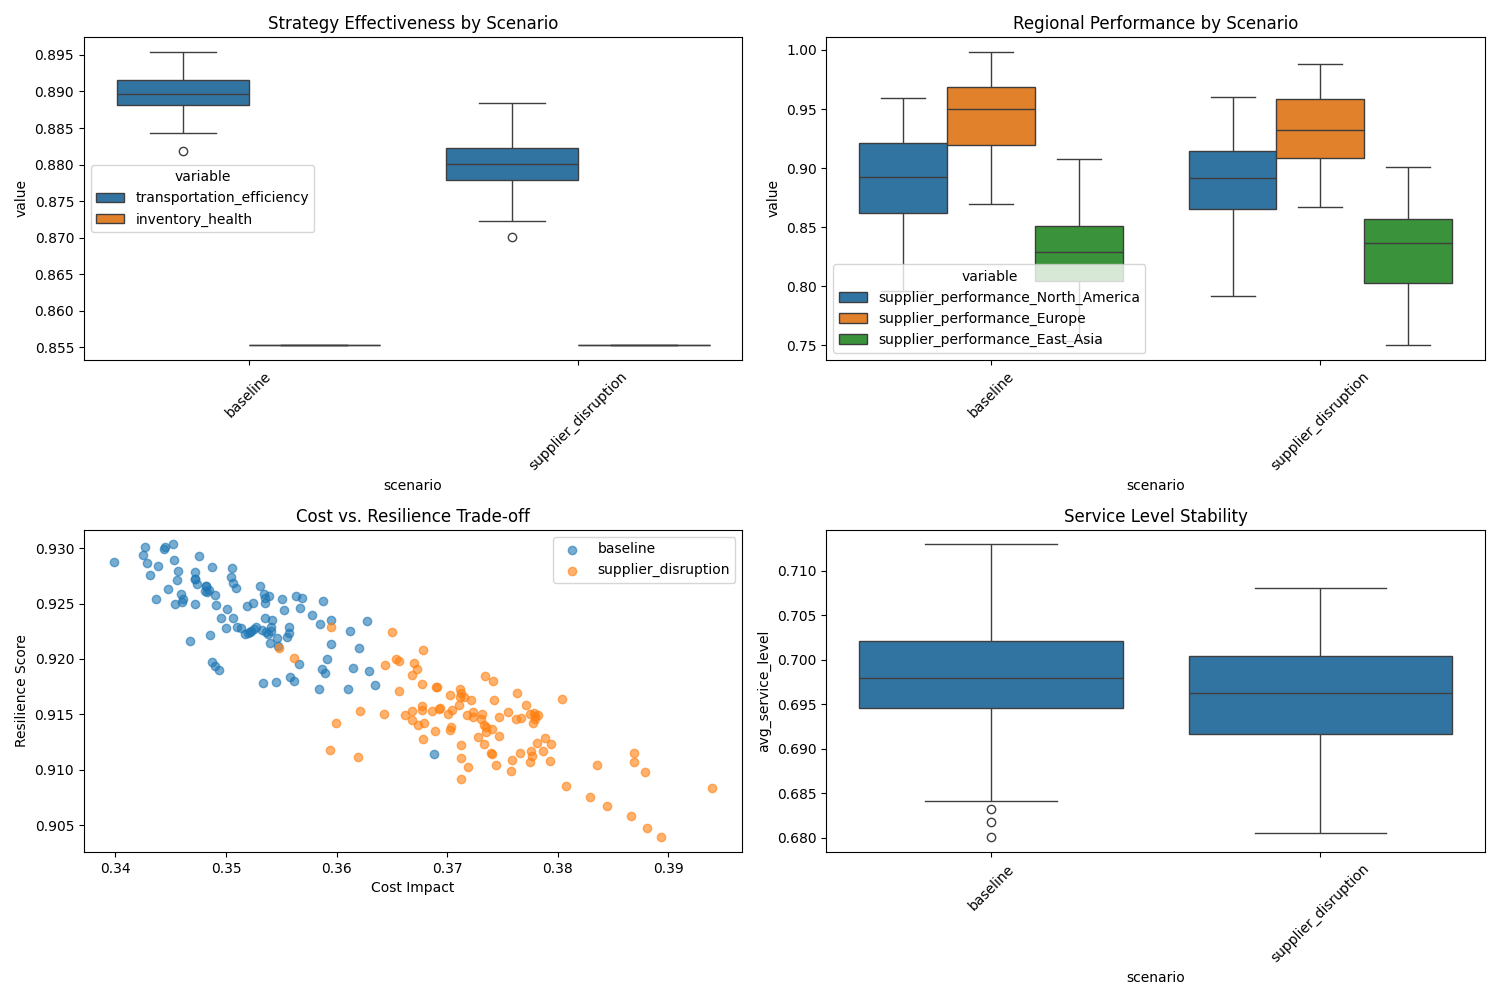 Strategy Effectiveness by Scenario
value
0.895
0.890
0.885
0.880
0.875
0.870
0.865
0.860
0.855
variable
transportation_efficiency
inventory_health
baseline
supplier_disruption
scenario
Regional Performance by Scenario
value
1.00
0.95
0.90
0.85
0.80
0.75
variable
supplier_performance_North_America
supplier_performance_Europe
supplier_performance_East_Asia
baseline
supplier_disruption
scenario
Cost vs. Resilience Trade-off
Resilience Score
0.930
0.925
0.920
0.915
0.910
0.905
baseline
supplier_disruption
0.34
0.35
0.36
0.37
0.38
0.39
Cost Impact
Service Level Stability
avg_service_level
0.710
0.705
0.700
0.695
0.690
0.685
0.680
baseline
supplier_disruption
scenario